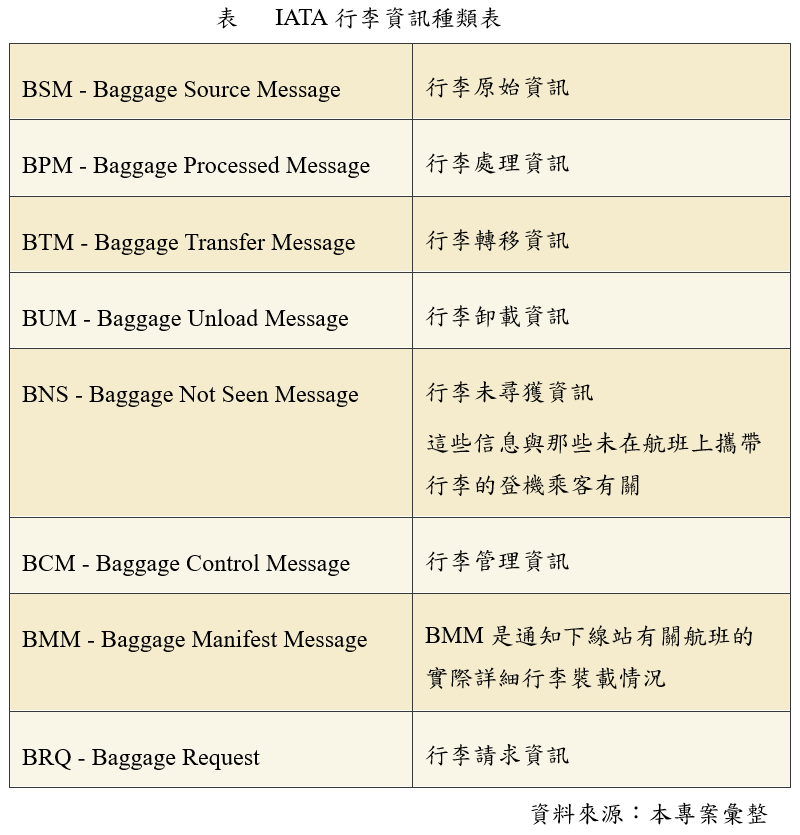 表 IATA 行李資訊種類表
BSM - Baggage Source Message
行李原始資訊
BPM - Baggage Processed Message
行李處理資訊
BTM - Baggage Transfer Message
行李轉移資訊
BUM - Baggage Unload Message
行李卸載資訊
BNS - Baggage Not Seen Message
行李未尋獲資訊
這些信息與那些未在航班上攜帶
行李的登機乘客有關
BCM - Baggage Control Message
行李管理資訊
BMM - Baggage Manifest Message
BMM 是通知下線站有關航班的
實際詳細行李裝載情況
BRQ - Baggage Request
行李請求資訊
資料來源：本專案彙整